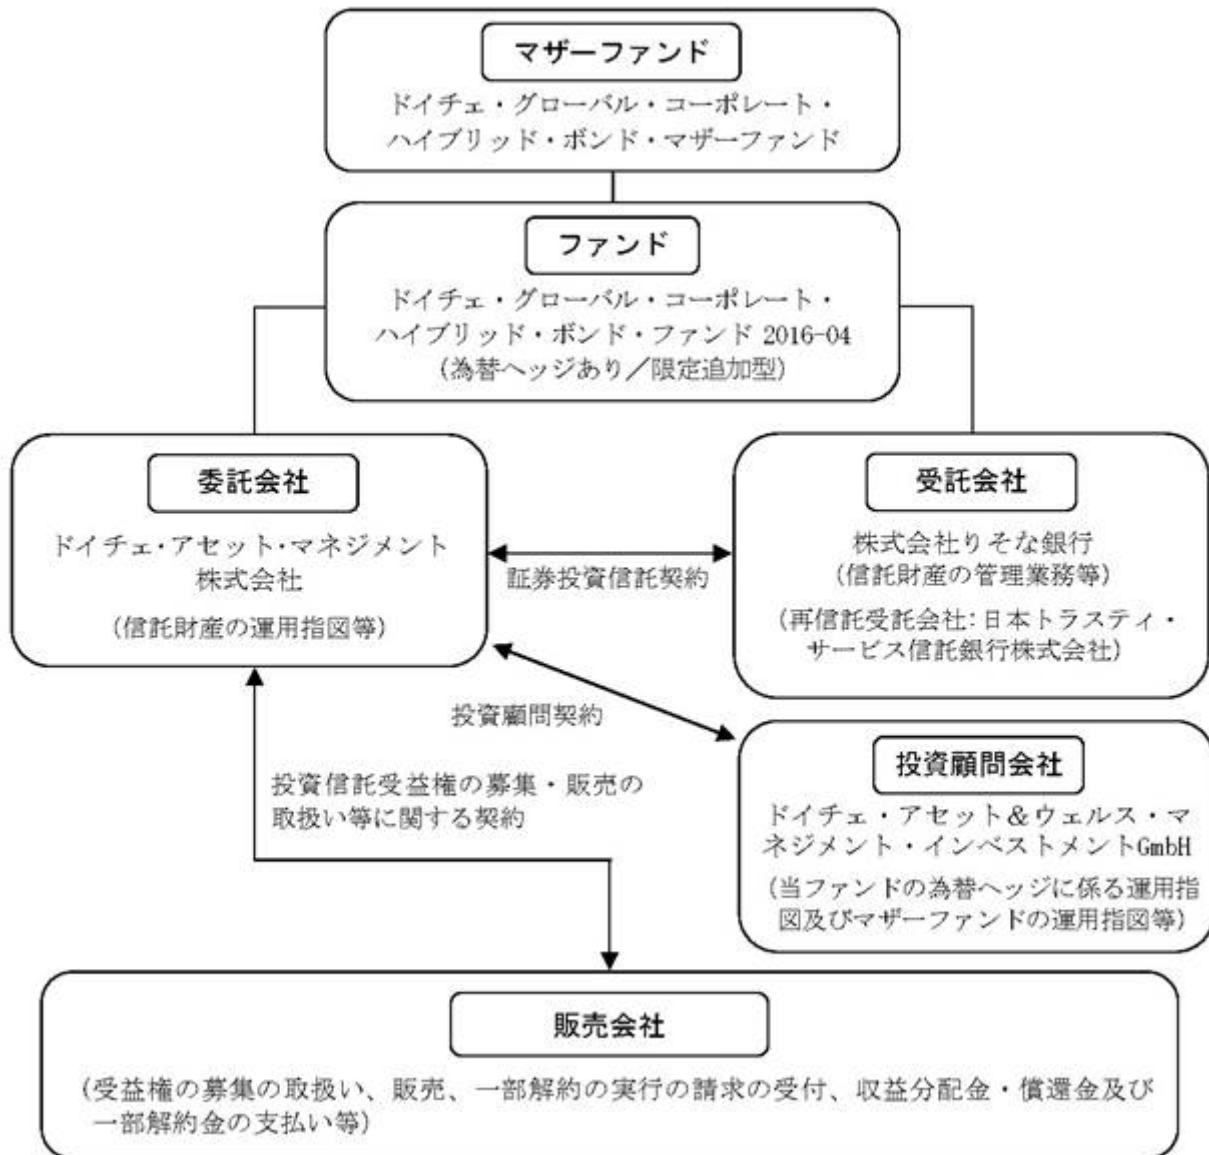 マザーファンド
ドイチェ・グローバル・コーポレート・
ハイブリッド・ボンド・マザーファンド
ファンド
ドイチェ・グローバル・コーポレート・
ハイブリッド・ボンド・ファンド 2016-04
(為替ヘッジあり／限定追加型)
委託会社
ドイチェ・アセット・マネジメント
株式会社
(信託財産の運用指図等)
証券投資信託契約
受託会社
株式会社りそな銀行
(信託財産の管理業務等)
(再信託受託会社:日本トラスティ・
サービス信託銀行株式会社)
投資顧問契約
投資顧問会社
ドイチェ・アセット＆ウェルス・マ
ネジメント・インベストメントGmbH
(当ファンドの為替ヘッジに係る運用指
図及びマザーファンドの運用指図等)
投資信託受益権の募集・販売の
取扱い等に関する契約
販売会社
(受益権の募集の取扱い、販売、一部解約の実行の請求の受付、収益分配金・償還金及び
一部解約金の支払い等)